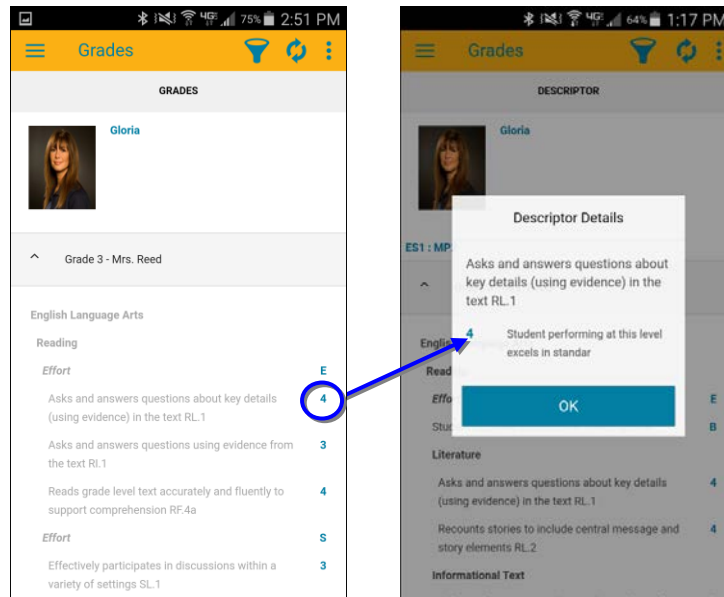 75% 2:51 PM
Grades
GRADES
Gloria
Grade 3 - Mrs. Reed
English Language Arts
Reading
Effort E
Asks and answers questions about key details 4
(using evidence) in the text RL.1
Asks and answers questions using evidence from 3
the text RI.1
Reads grade level text accurately and fluently to 4
support comprehension RF.4a
Effort S
Effectively participates in discussions within a 3
variety of settings SL.1
4G 64% 1:17 PM
Grades
DESCRIPTOR
Gloria
ES1 : MP
Descriptor Details
Asks and answers questions about
key details (using evidence) in the
text RL.1
4 Student performing at this level
excels in standar
OK
Englis
Read
Effo E
Stud B
Literature
Asks and answers questions about key details 4
(using evidence) in the text RL.1
Recounts stories to include central message and 4
story elements RL.2
Informational Text